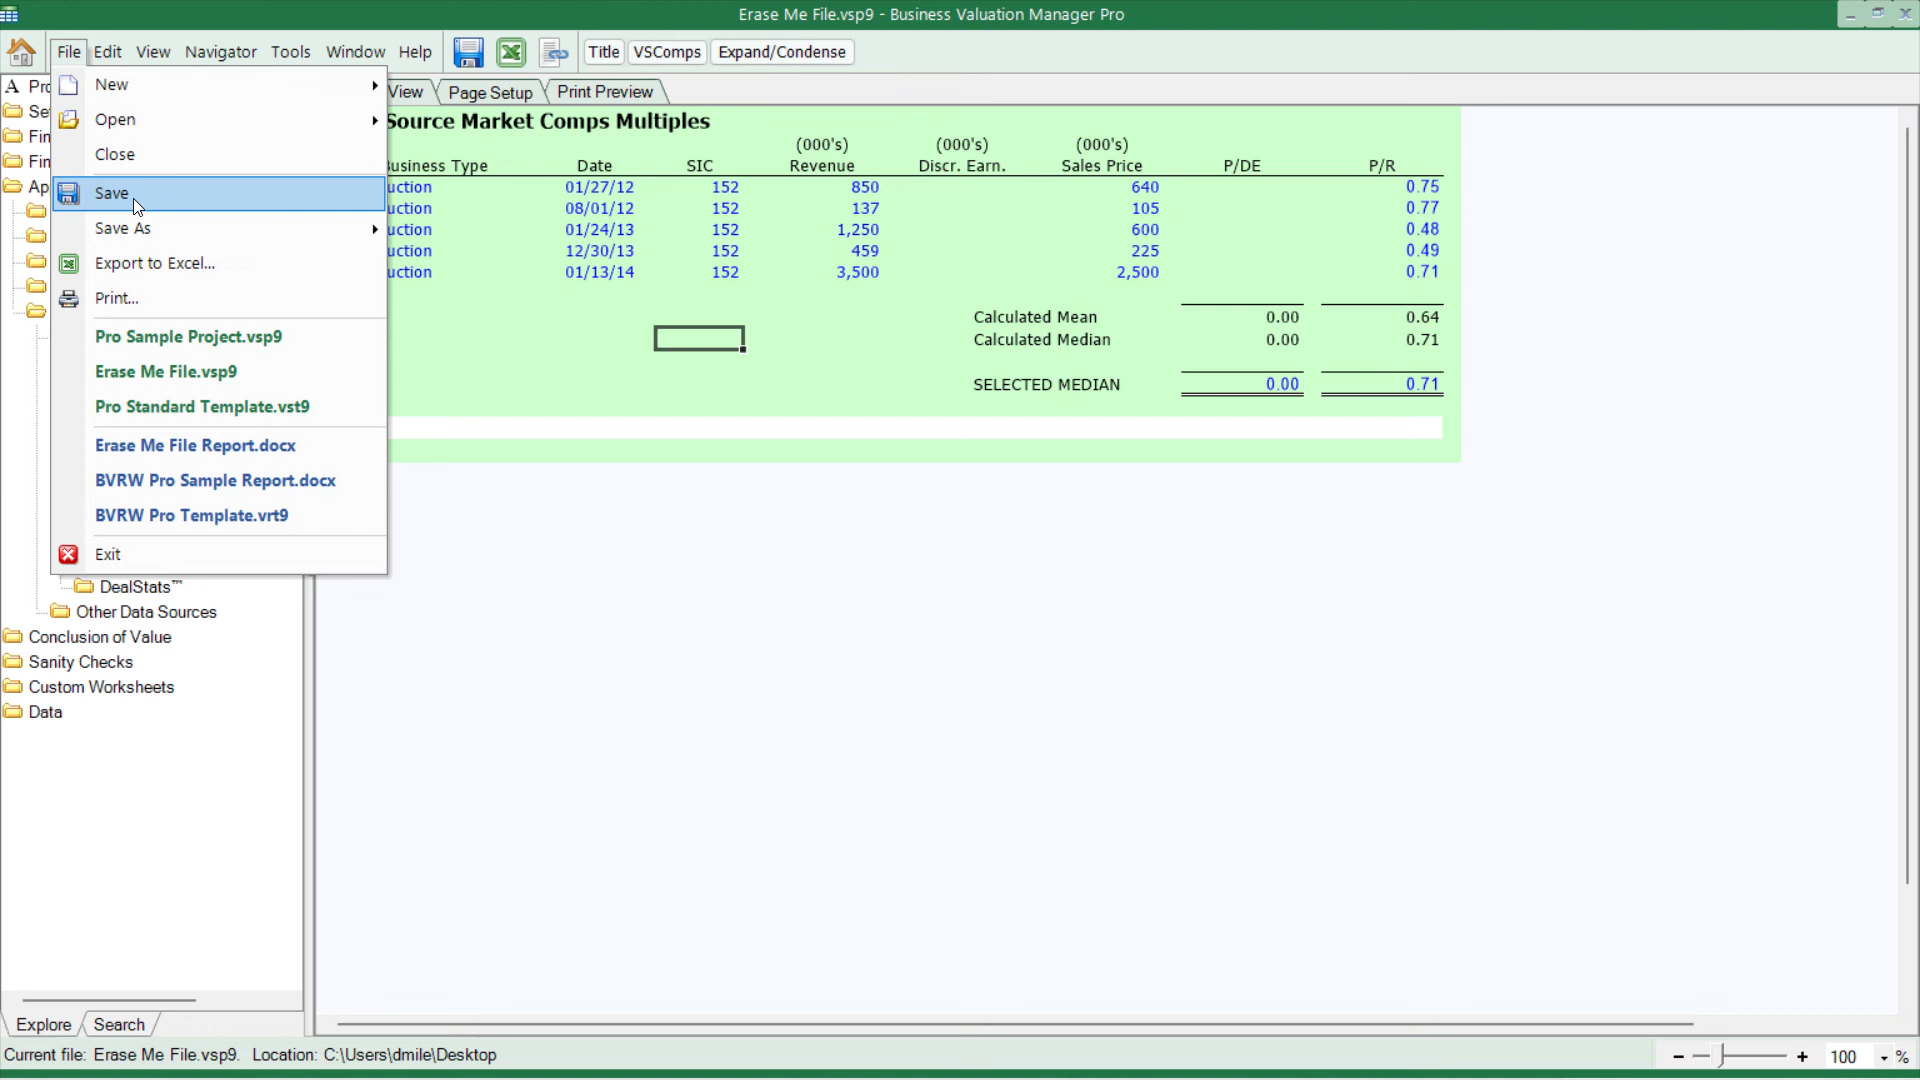 Erase Me File.vsp9 - Business Valuation Manager Pro
File Edit View Navigator Tools Window Help Title VSComps Expand/Condense
View Page Setup Print Preview
New
Open
Close
Save
Save As
Export to Excel...
Print...
Pro Sample Project.vsp9
Erase Me File.vsp9
Pro Standard Template.vst9
Erase Me File Report.docx
BVRW Pro Sample Report.docx
BVRW Pro Template.vrt9
Exit
A Pro
Se
Fin
Fin
Ap
DealStats™
Other Data Sources
Conclusion of Value
Sanity Checks
Custom Worksheets
Data
Explore Search
Source Market Comps Multiples
(000's) (000's) (000's)
Business Type Date SIC Revenue Discr. Earn. Sales Price P/DE P/R
uction 01/27/12 152 850 640 0.75
uction 08/01/12 152 137 105 0.77
uction 01/24/13 152 1,250 600 0.48
uction 12/30/13 152 459 225 0.49
uction 01/13/14 152 3,500 2,500 0.71
Calculated Mean 0.00 0.64
Calculated Median 0.00 0.71
SELECTED MEDIAN 0.00 0.71
Current file: Erase Me File.vsp9. Location: C:\Users\dmile\Desktop
100 %